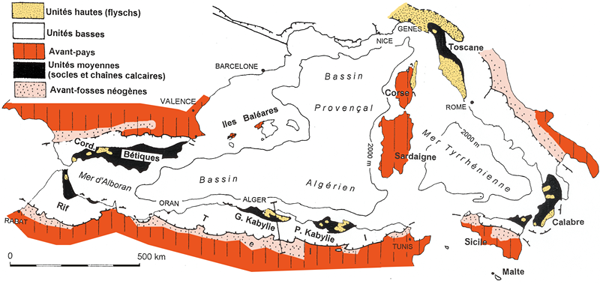 Unités hautes (flyschs)
Unités basses
Avant-pays
Unités moyennes
(socles et chaînes calcaires)
Avant-fosses néogènes
GENES
NICE
Toscane
BARCELONE
Bassin
Provençal
Corse
ROME
VALENCE
Iles Baléares
2000 m
Sardaigne
2000 m
Mer Tyrrhénienne
Cord.
Bétiques
Mer d'Alboran
Bassin
Algérien
Rif
ORAN
ALGER
G. Kabylie
P. Kabylie
T
e
RABAT
TUNIS
Calabre
Sicile
Malte
0
500 km